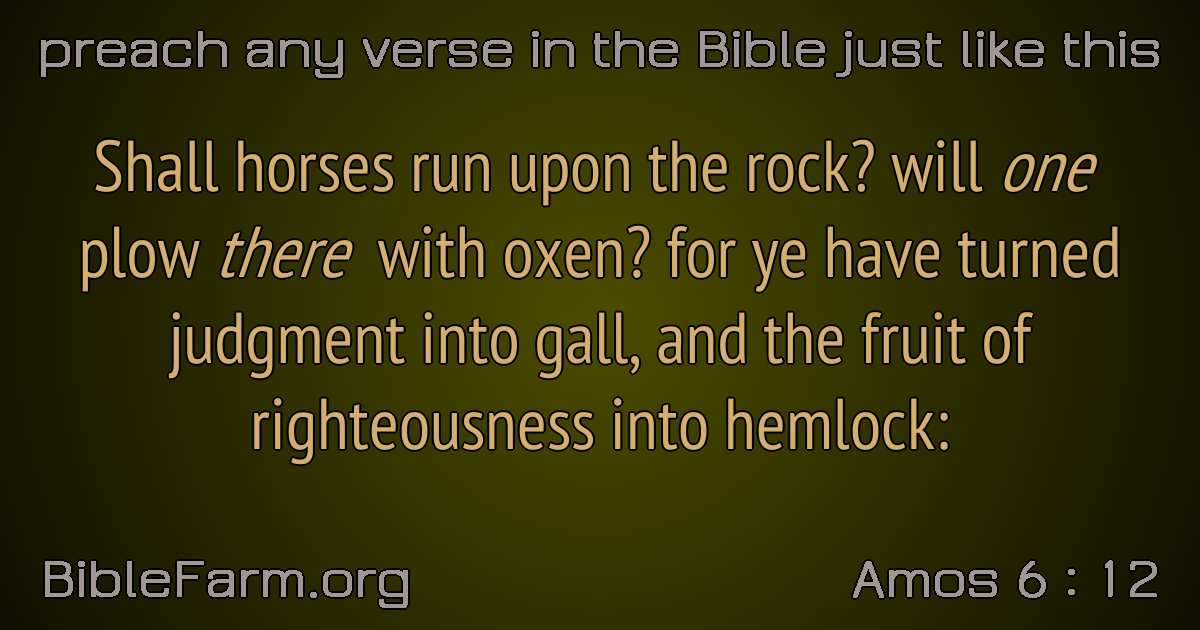 preach any verse in the Bible just like this
Shall horses run upon the rock? will one
plow there with oxen? for ye have turned
judgment into gall, and the fruit of
righteousness into hemlock:
BibleFarm.org
Amos 6 : 12